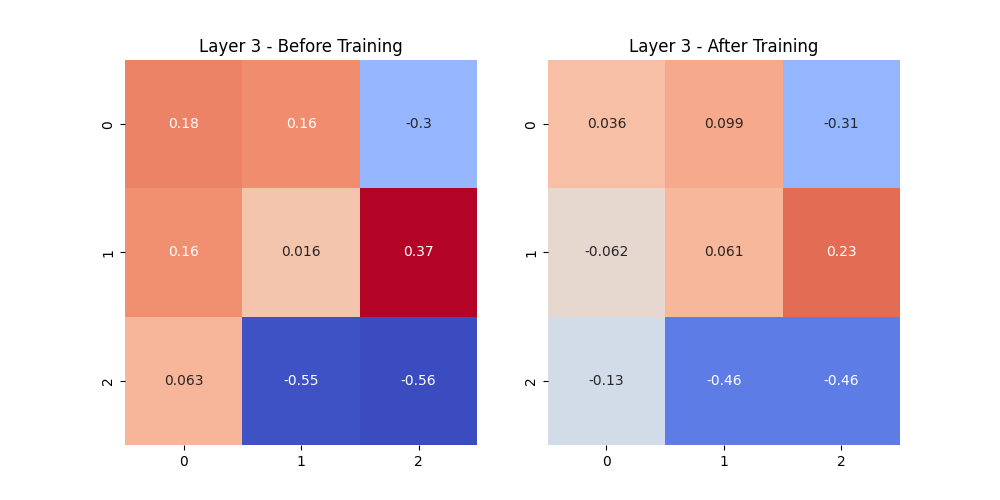 Layer 3 - Before Training
Layer 3 - After Training
0 0.18 0.16 -0.3
1 0.16 0.016 0.37
2 0.063 -0.55 -0.56
0 1 2
0 0.036 0.099 -0.31
1 -0.062 0.061 0.23
2 -0.13 -0.46 -0.46
0 1 2